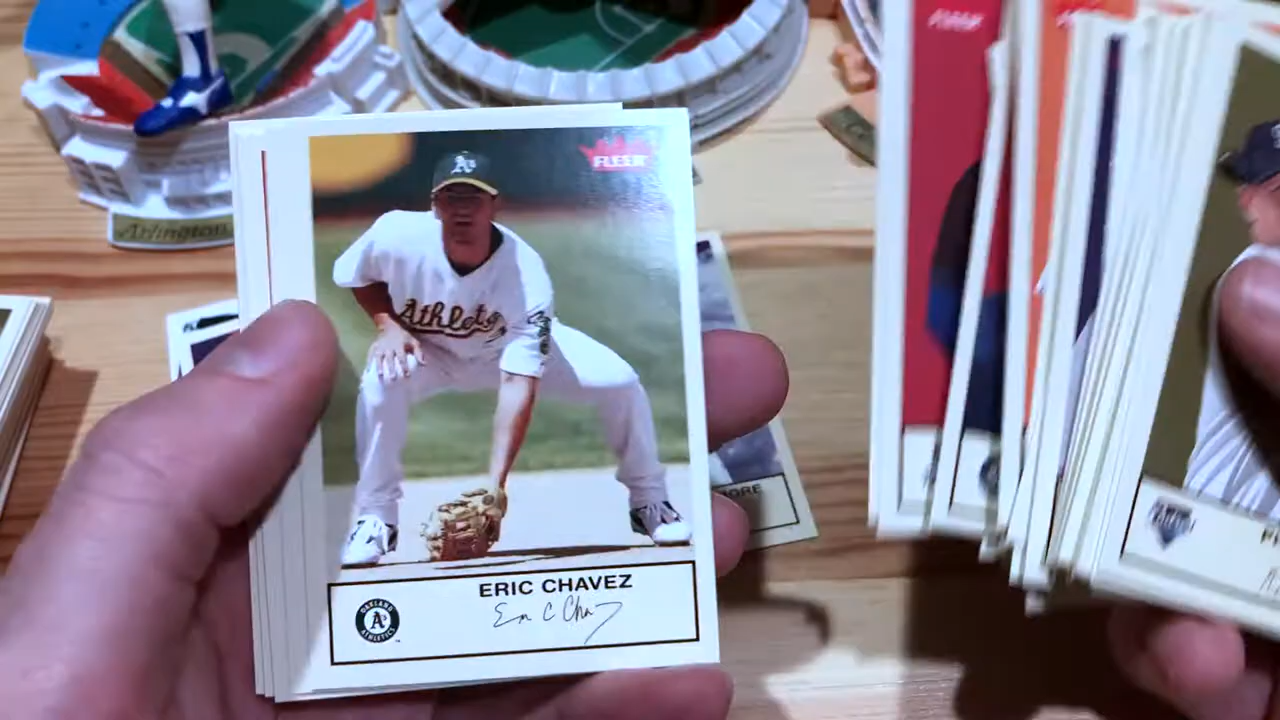 Arlington
FLEER
A's
Athletics
ERIC CHAVEZ
Eric Chavez
OAKLAND
A's
ATHLETICS
ORE